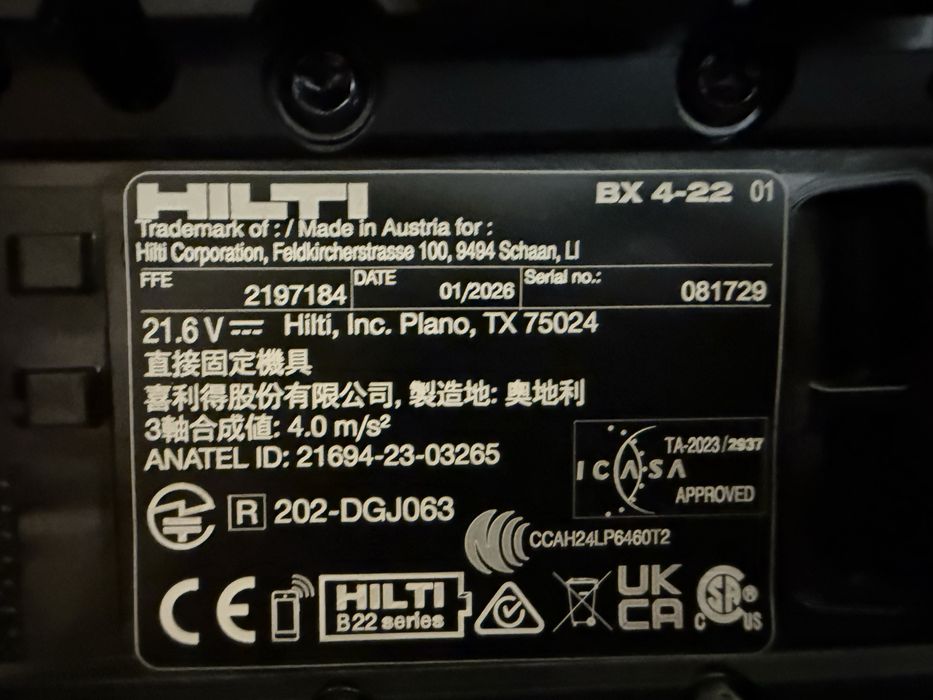 HILTI
BX 4-22 01
Trademark of : / Made in Austria for :
Hilti Corporation, Feldkircherstrasse 100, 9494 Schaan, LI
FFE 2197184 DATE 01/2026 Serial no.: 081729
21.6 V Hilti, Inc. Plano, TX 75024
直接固定機具
喜利得股份有限公司, 製造地: 奧地利
3軸合成値: 4.0 m/s²
ANATEL ID: 21694-23-03265
ICASA TA-2023/2937
APPROVED
R 202-DGJ063
CCAH24LP6460T2
CE
HILTI
B22 series
UK
CA
CSA
C US